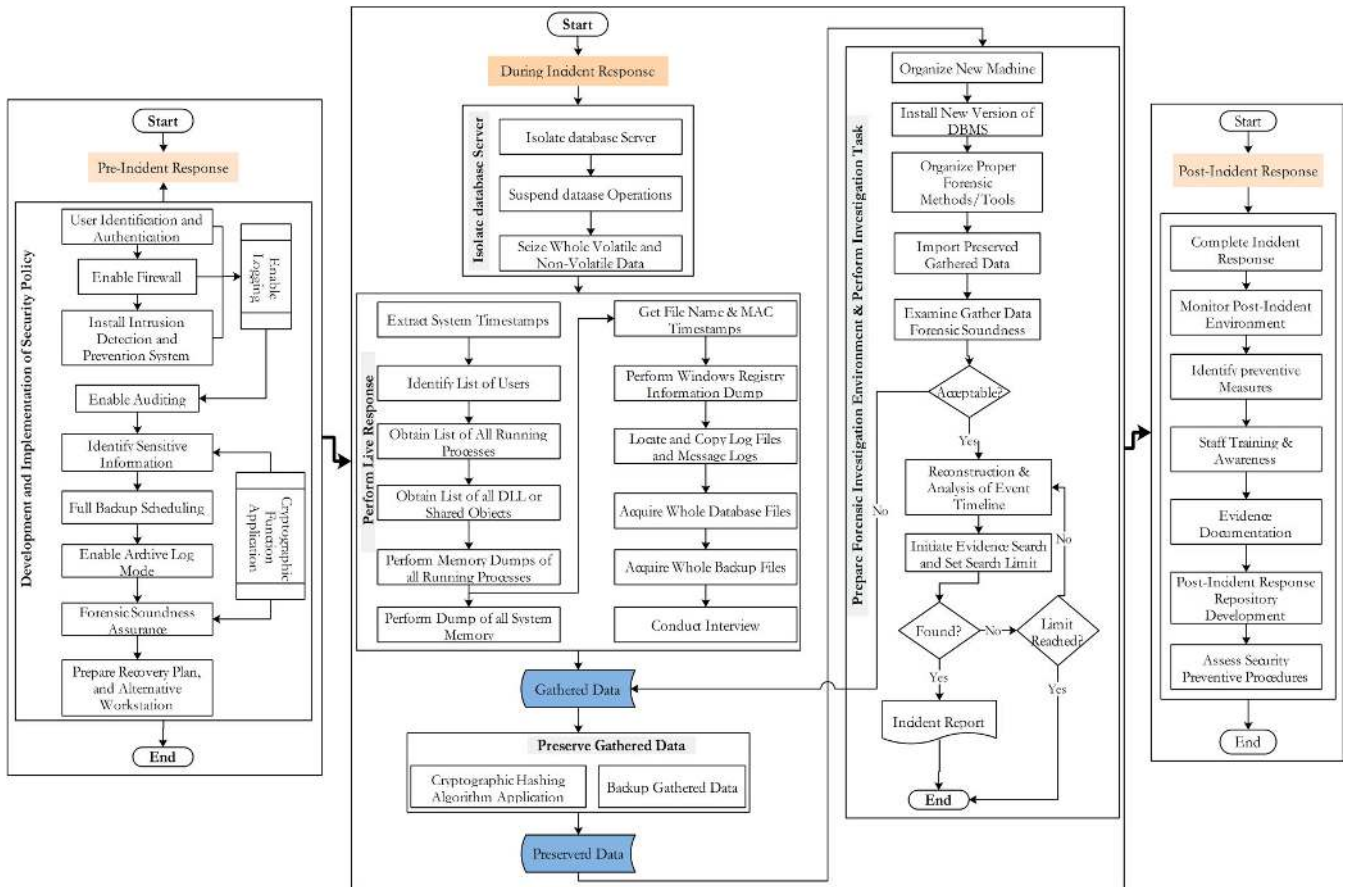 Start
Pre-Incident Response
Development and Implementation of Security Policy
User Identification and
Authentication
Enable Firewall
Install Intrusion
Detection and
Prevention System
Enable
Logging
Enable Auditing
Identify Sensitive
Information
Full Backup Scheduling
Enable Archive Log
Mode
Forensic Soundness
Assurance
Cryptographic
Function
Application
Prepare Recovery Plan,
and Alternative
Workstation
End
Start
During Incident Response
Isolate database Server
Isolate database Server
Suspend dataase Operations
Seize Whole Volatile and
Non-Volatile Data
Perform Live Response
Extract System Timestamps
Identify List of Users
Obtain List of All Running
Processes
Obtain List of all DLL or
Shared Objects
Perform Memory Dumps of
all Running Processes
Perform Dump of all System
Memory
Get File Name & MAC
Timestamps
Perform Windows Registry
Information Dump
Locate and Copy Log Files
and Message Logs
Acquire Whole Database Files
Acquire Whole Backup Files
Conduct Interview
Gathered Data
Preserve Gathered Data
Cryptographic Hashing
Algorithm Application
Backup Gathered Data
Preserverd Data
Prepare Forensic Investigation Environment & Perform Investigation Task
Organize New Machine
Install New Version of
DBMS
Organize Proper
Forensic
Methods/Tools
Import Preserved
Gathered Data
Examine Gather Data
Forensic Soundness
Acceptable?
Yes
No
Reconstruction &
Analysis of Event
Timeline
No
Initiate Evidence Search
and Set Search Limit
Found?
No
Limit
Reached?
Yes
Yes
Incident Report
End
Start
Post-Incident Response
Complete Incident
Response
Monitor Post-Incident
Environment
Identify preventive
Measures
Staff Training &
Awareness
Evidence
Documentation
Post-Incident Response
Repository
Development
Assess Security
Preventive Procedures
End